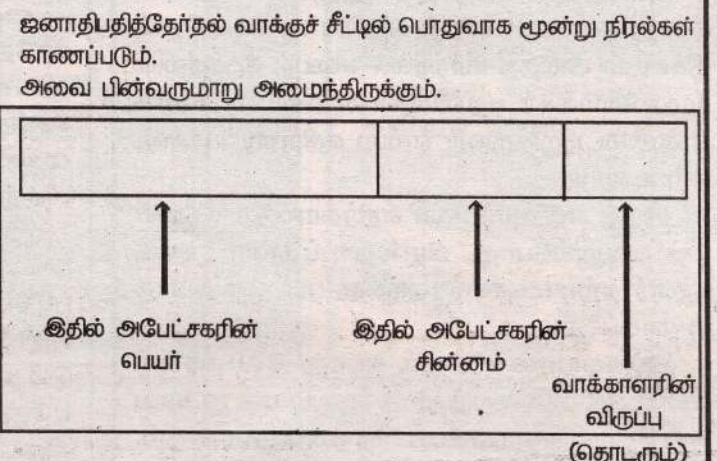 ஜனாதிபதித்தேர்தல் வாக்குச் சீட்டில் பொதுவாக மூன்று நிரல்கள்
காணப்படும்.
அவை பின்வருமாறு அமைந்திருக்கும்.
இதில் அபேட்சகரின்
பெயர்
இதில் அபேட்சகரின்
சின்னம்
வாக்காளரின்
விருப்பு
(தொடரும்)